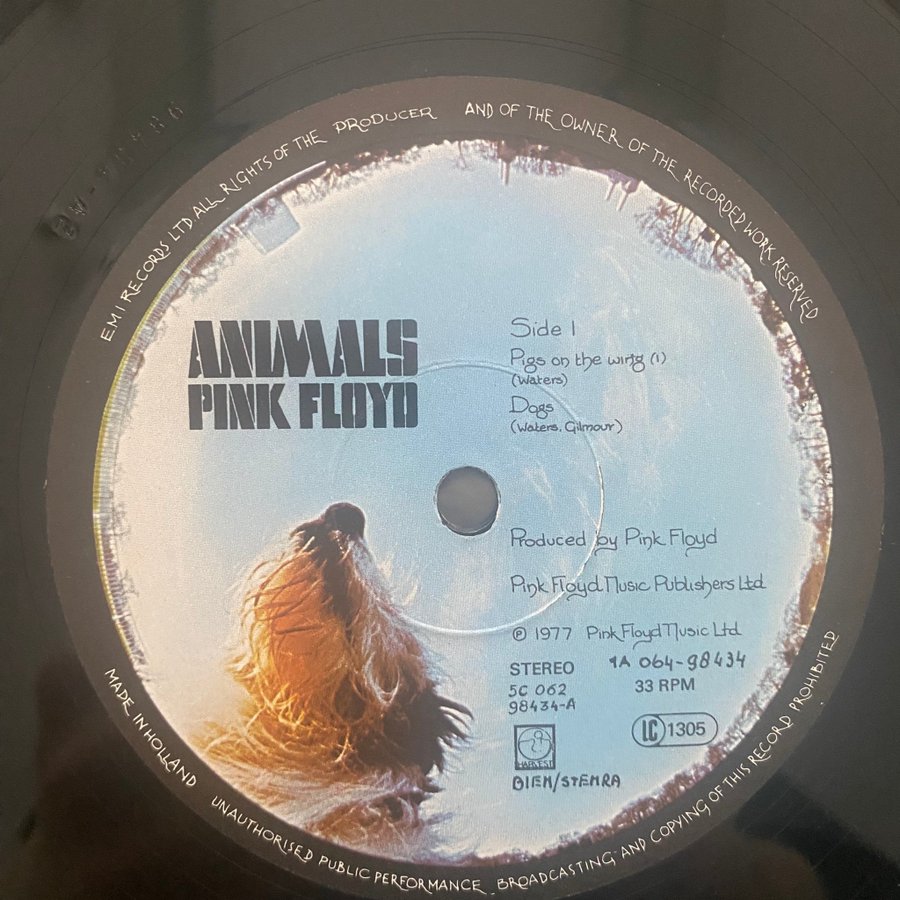 EMI RECORDS LTD ALL RIGHTS OF THE PRODUCER AND OF THE OWNER OF THE RECORDED WORK RESERVED
ANIMALS
PINK FLOYD
Side 1
Pigs on the wing (1)
(Waters)
Dogs
(Waters, Gilmour)
Produced by Pink Floyd
Pink Floyd Music Publishers Ltd
℗ 1977 Pink Floyd Music Ltd
STEREO 1A 064-98434
5C 062 33 RPM
98434-A
LC 1305
HARVEST
BIEM/STEMRA
MADE IN HOLLAND UNAUTHORISED PUBLIC PERFORMANCE BROADCASTING AND COPYING OF THIS RECORD PROHIBITED